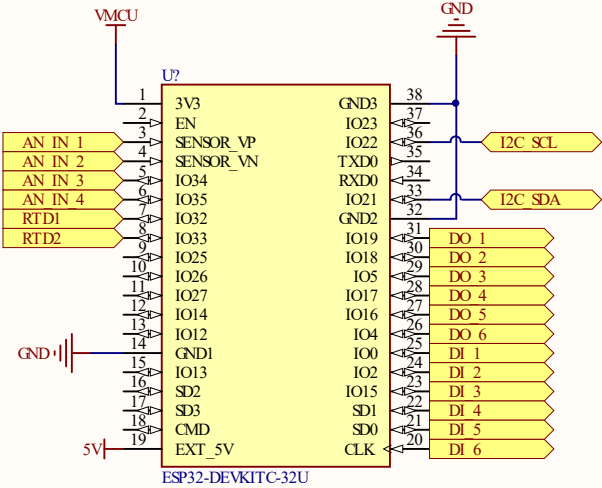 VMCU
GND
U?
1 3V3 GND3 38
2 EN IO23 37
AN_IN_1 3 SENSOR_VP IO22 36 I2C_SCL
AN_IN_2 4 SENSOR_VN TXD0 35
AN_IN_3 5 IO34 RXD0 34
AN_IN_4 6 IO35 IO21 33 I2C_SDA
RTD1 7 IO32 GND2 32
RTD2 8 IO33 IO19 31 DO_1
9 IO25 IO18 30 DO_2
10 IO26 IO5 29 DO_3
11 IO27 IO17 28 DO_4
12 IO14 IO16 27 DO_5
13 IO12 IO4 26 DO_6
GND 14 GND1 IO0 25 DI_1
15 IO13 IO2 24 DI_2
16 SD2 IO15 23 DI_3
17 SD3 SD1 22 DI_4
18 CMD SD0 21 DI_5
5V 19 EXT_5V CLK 20 DI_6
ESP32-DEVKITC-32U